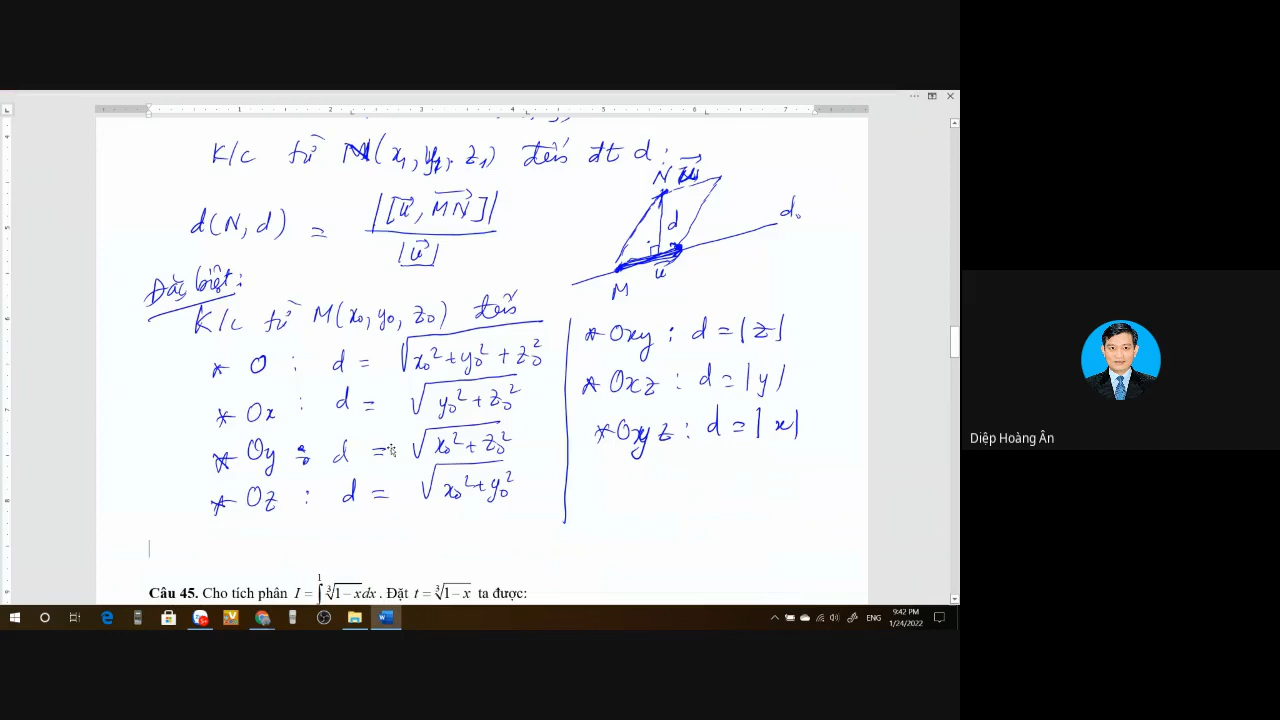 K/c từ M(x₁, y₁, z₁) đến đt d :
d(N, d) = |[u⃗, MN⃗]| / |u⃗|
N
d
d.
u⃗
M
Đặc biệt:
K/c từ M(x₀, y₀, z₀) đến
* O : d = √(x₀² + y₀² + z₀²)
* Ox : d = √(y₀² + z₀²)
* Oy : d = √(x₀² + z₀²)
* Oz : d = √(x₀² + y₀²)
* Oxy : d = |z|
* Oxz : d = |y|
* Oyz : d = |x|
Câu 45. Cho tích phân I = ∫₁ ∛(1−x) dx . Đặt t = ∛(1−x) ta được:
Diệp Hoàng Ân
ENG
9:42 PM
1/24/2022